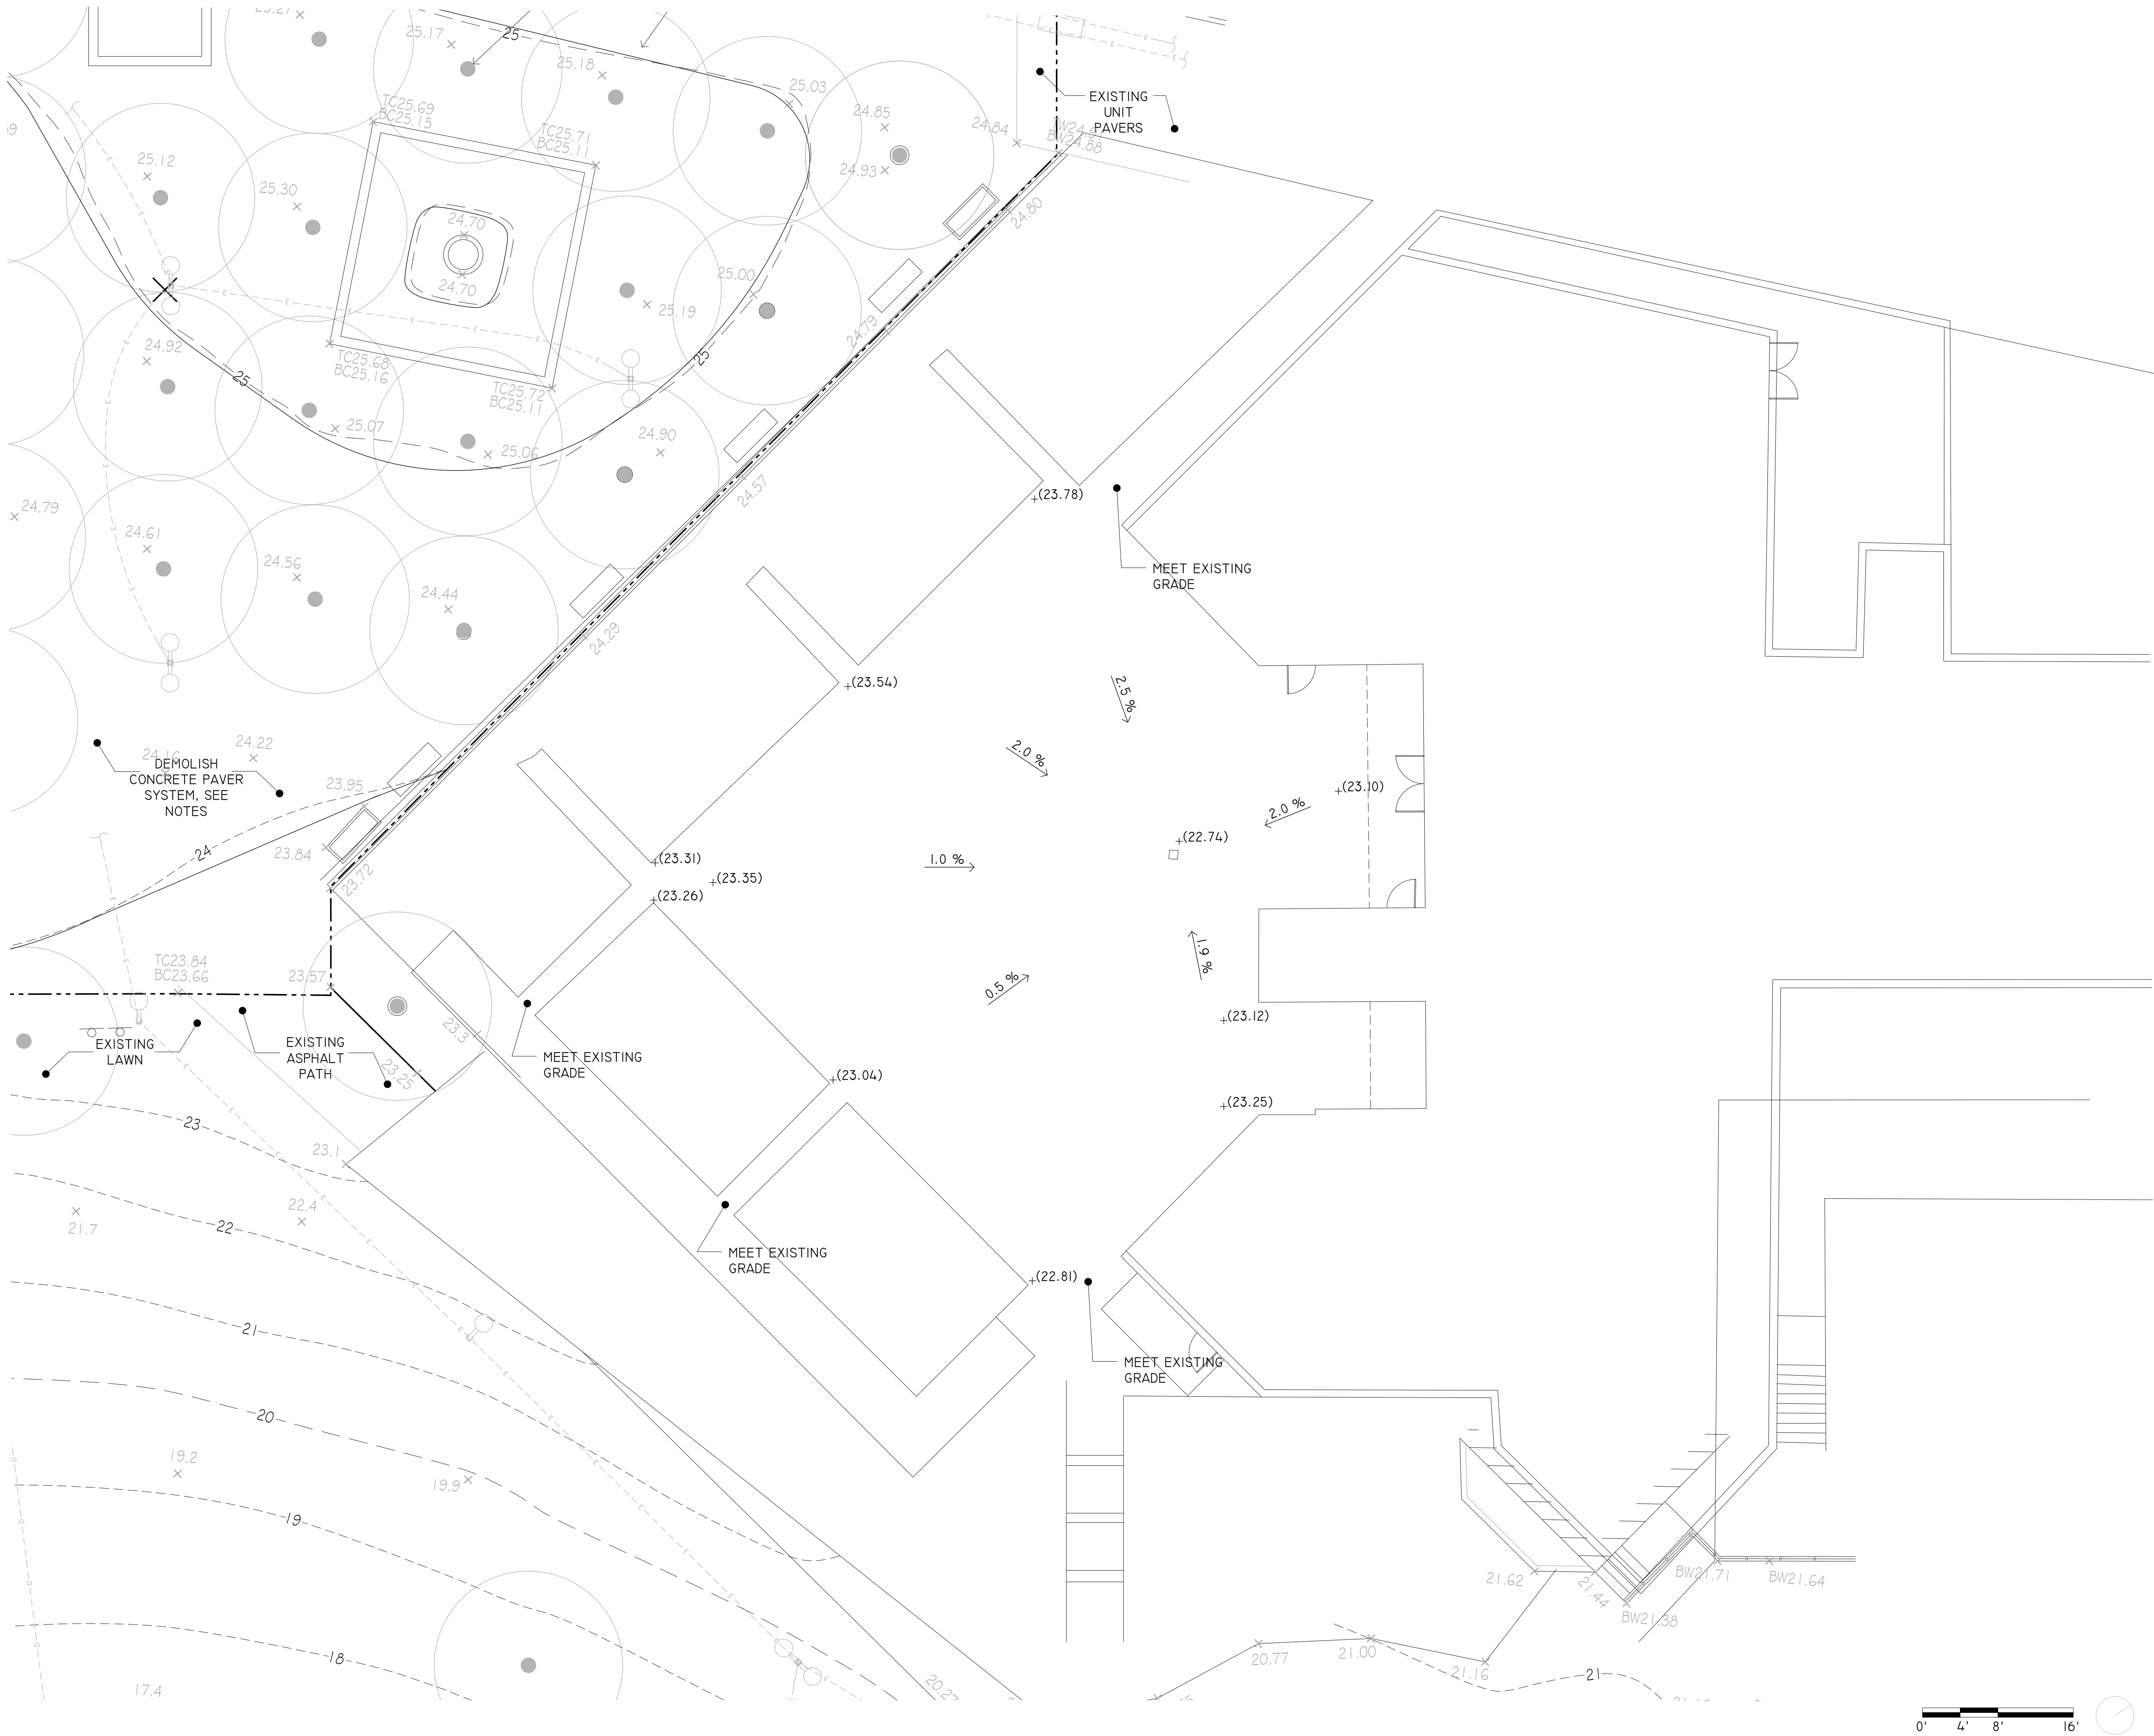 25.17
25
25.18
25.03
TC25.69
BC25.15
TC25.71
BC25.11
24.85
24.93
24.84
EXISTING
UNIT
PAVERS
BW24.88
24.80
25.12
25.30
24.70
24.70
25.00
25.19
24.79
24.92
25
TC25.68
BC25.16
TC25.72
BC25.11
25
25.07
25.06
24.90
24.57
24.79
24.61
24.56
24.44
24.29
(23.78)
MEET EXISTING
GRADE
(23.54)
2.5 %
2.0 %
2.0 %
(23.10)
24.22
DEMOLISH
CONCRETE PAVER
SYSTEM, SEE
NOTES
23.95
24
23.84
23.72
(22.74)
1.0 %
(23.31)
(23.35)
(23.26)
1.9 %
0.5 %
TC23.84
BC23.66
23.57
23.3
23.25
EXISTING
LAWN
EXISTING
ASPHALT
PATH
MEET EXISTING
GRADE
(23.12)
(23.04)
(23.25)
23
23.1
22.4
21.7
22
MEET EXISTING
GRADE
(22.81)
21
MEET EXISTING
GRADE
20
19.2
19.9
19
18
17.4
20.27
20.77
21.00
21.16
21
21.62
21.44
BW21.38
BW21.71
BW21.64
0'
4'
8'
16'